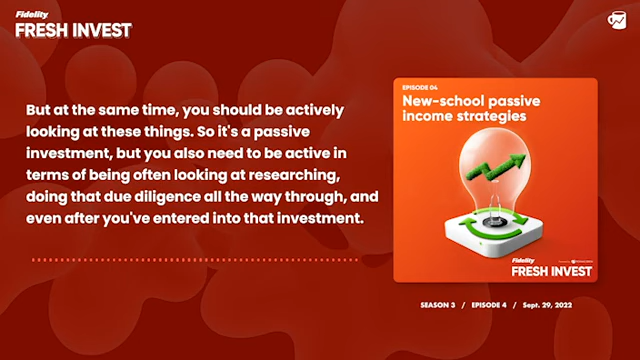 Fidelity
FRESH INVEST
But at the same time, you should be actively
looking at these things. So it's a passive
investment, but you also need to be active in
terms of being often looking at researching,
doing that due diligence all the way through, and
even after you've entered into that investment.
EPISODE 04
New-school passive
income strategies
Fidelity
FRESH INVEST
SEASON 3 / EPISODE 4 / Sept. 29, 2022